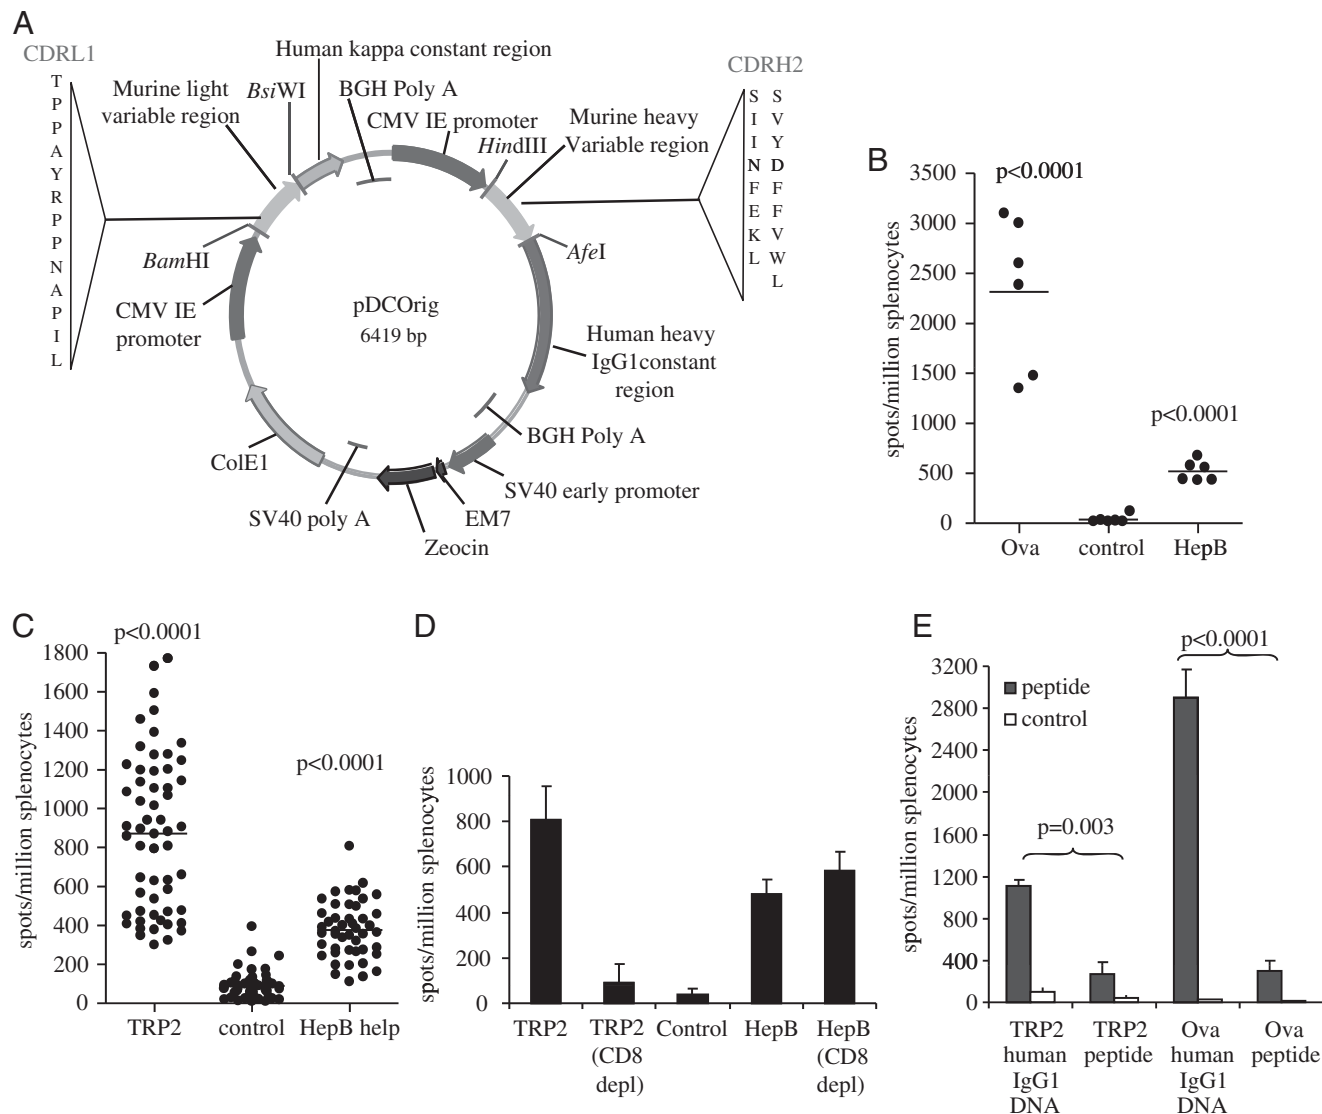 A
CDRL1
T
P
P
A
Y
R
P
P
N
A
P
I
L
Human kappa constant region
Murine light
variable region
BsiWI
BGH Poly A
CMV IE promoter
HindIII
Murine heavy
Variable region
CDRH2
S S
I V
I Y
N D
F F
E F
K V
L W
L
BamHI
AfeI
CMV IE
promoter
pDCOrig
6419 bp
Human heavy
IgG1constant
region
BGH Poly A
ColE1
SV40 early promoter
SV40 poly A
EM7
Zeocin
B
spots/million splenocytes
3500
3000
2500
2000
1500
1000
500
0
p<0.0001
p<0.0001
Ova control HepB
C
spots/million splenocytes
1800
1600
1400
1200
1000
800
600
400
200
0
p<0.0001
p<0.0001
TRP2 control HepB help
D
spots/million splenocytes
1000
800
600
400
200
0
TRP2 TRP2 Control HepB HepB
(CD8 (CD8
depl) depl)
E
spots/million splenocytes
3200
2800
2400
2000
1600
1200
800
400
0
peptide
control
p=0.003
p<0.0001
TRP2 TRP2 Ova Ova
human peptide human peptide
IgG1 IgG1
DNA DNA